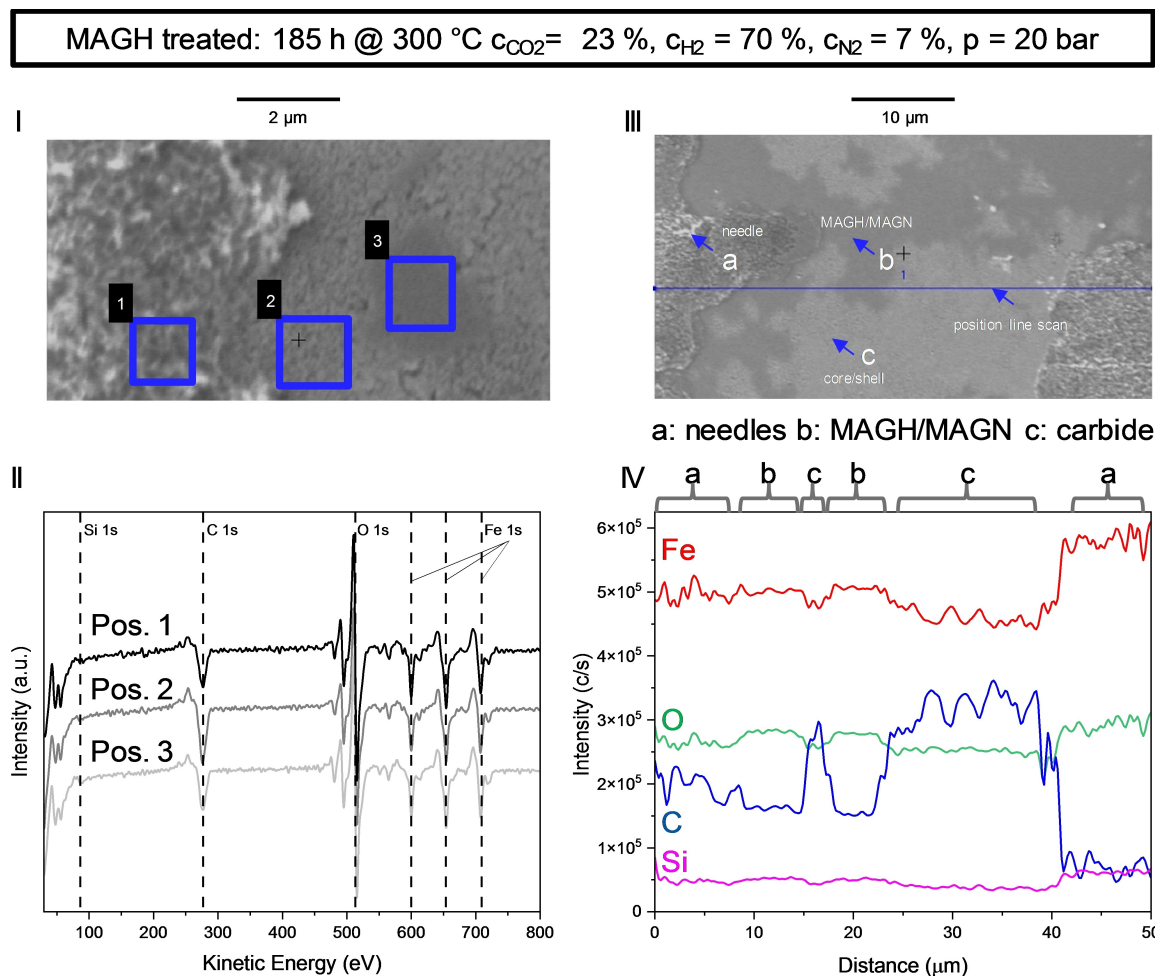 MAGH treated: 185 h @ 300 °C cCO2= 23 %, cH2 = 70 %, cN2 = 7 %, p = 20 bar
I
2 µm
1
2
3
III
10 µm
needle
a
MAGH/MAGN
b
1
position line scan
c
core/shell
a: needles b: MAGH/MAGN c: carbide
II
Si 1s
C 1s
O 1s
Fe 1s
Pos. 1
Pos. 2
Pos. 3
Intensity (a.u.)
100 200 300 400 500 600 700 800
Kinetic Energy (eV)
IV
a b c b c a
Fe
O
C
Si
Intensity (c/s)
6×10⁵
5×10⁵
4×10⁵
3×10⁵
2×10⁵
1×10⁵
0
0 10 20 30 40 50
Distance (µm)